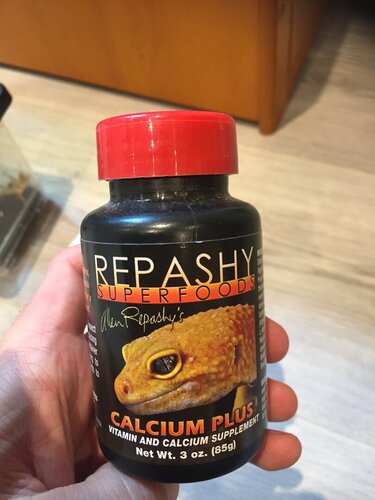 REPASHY
SUPERFOODS
Allen Repashy's
CALCIUM PLUS
VITAMIN AND CALCIUM SUPPLEMENT
Net Wt. 3 oz. (85g)